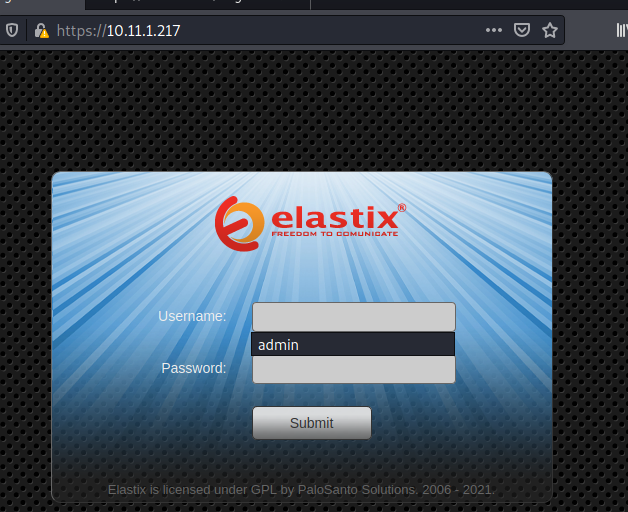 https://10.11.1.217
elastix®
FREEDOM TO COMUNICATE
Username:
admin
Password:
Submit
Elastix is licensed under GPL by PaloSanto Solutions. 2006 - 2021.